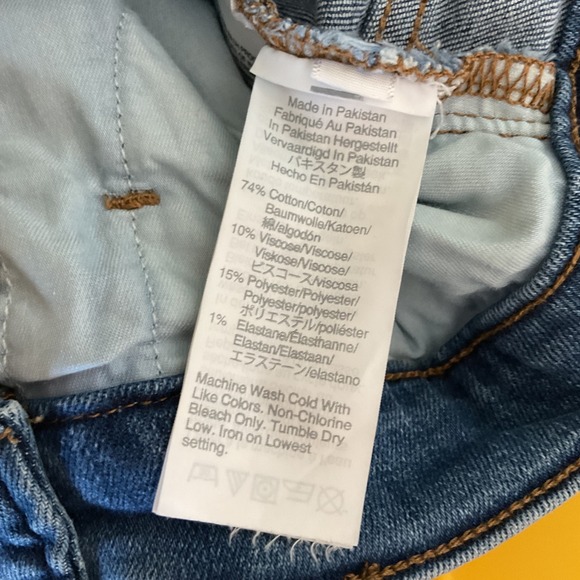 Made in Pakistan
Fabriqué Au Pakistan
In Pakistan Hergestellt
Vervaardigd In Pakistan
パキスタン製
Hecho En Pakistán
74% Cotton/Coton/
Baumwolle/Katoen/
綿/algodón
10% Viscose/Viscose/
Viskose/Viscose/
ビスコース/viscosa
15% Polyester/Polyester/
Polyester/polyester/
ポリエステル/poliéster
1% Elastane/Élasthanne/
Elastan/Elastaan/
エラステーン/elastano
Machine Wash Cold With
Like Colors. Non-Chlorine
Bleach Only. Tumble Dry
Low. Iron on Lowest
setting.